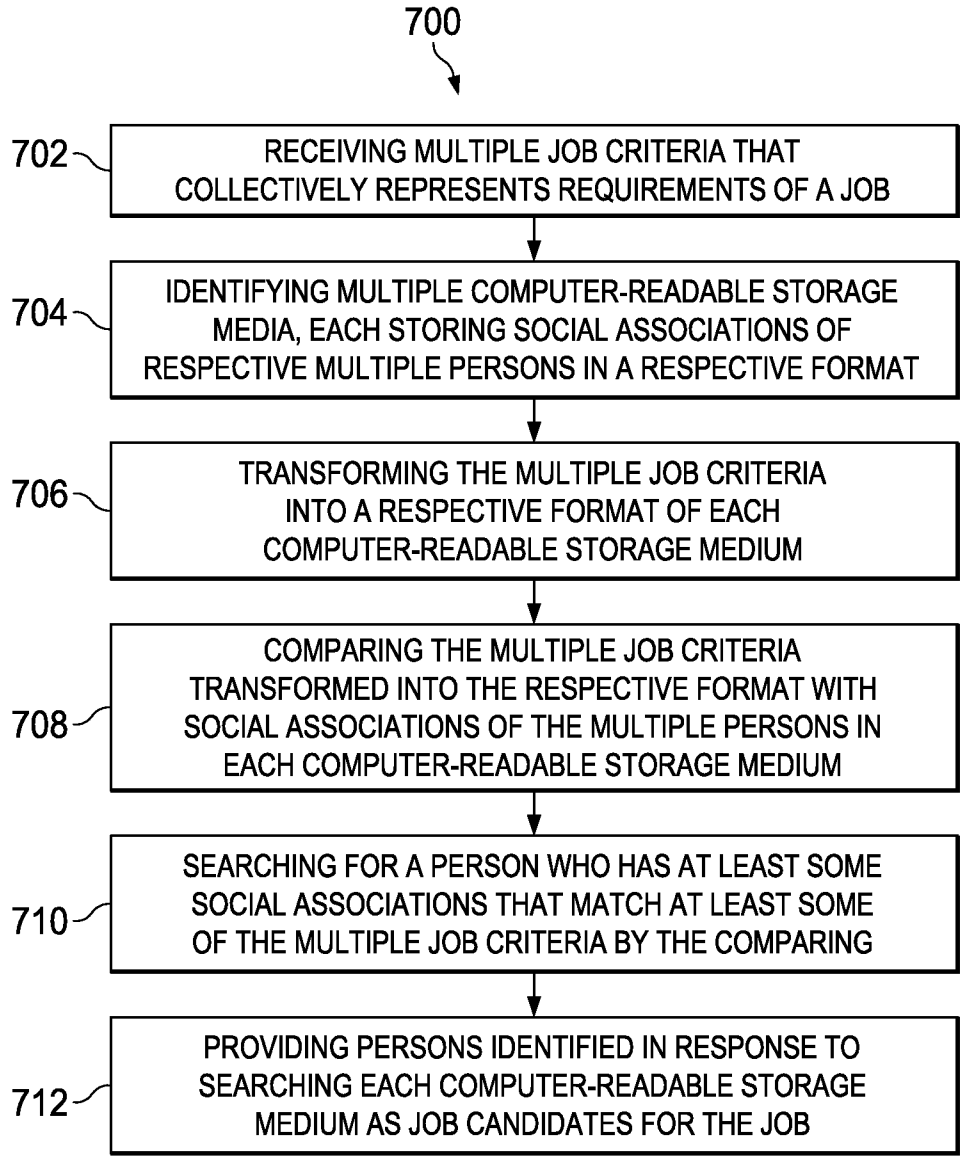 700
702
RECEIVING MULTIPLE JOB CRITERIA THAT
COLLECTIVELY REPRESENTS REQUIREMENTS OF A JOB
704
IDENTIFYING MULTIPLE COMPUTER-READABLE STORAGE
MEDIA, EACH STORING SOCIAL ASSOCIATIONS OF
RESPECTIVE MULTIPLE PERSONS IN A RESPECTIVE FORMAT
706
TRANSFORMING THE MULTIPLE JOB CRITERIA
INTO A RESPECTIVE FORMAT OF EACH
COMPUTER-READABLE STORAGE MEDIUM
708
COMPARING THE MULTIPLE JOB CRITERIA
TRANSFORMED INTO THE RESPECTIVE FORMAT WITH
SOCIAL ASSOCIATIONS OF THE MULTIPLE PERSONS IN
EACH COMPUTER-READABLE STORAGE MEDIUM
710
SEARCHING FOR A PERSON WHO HAS AT LEAST SOME
SOCIAL ASSOCIATIONS THAT MATCH AT LEAST SOME
OF THE MULTIPLE JOB CRITERIA BY THE COMPARING
712
PROVIDING PERSONS IDENTIFIED IN RESPONSE TO
SEARCHING EACH COMPUTER-READABLE STORAGE
MEDIUM AS JOB CANDIDATES FOR THE JOB